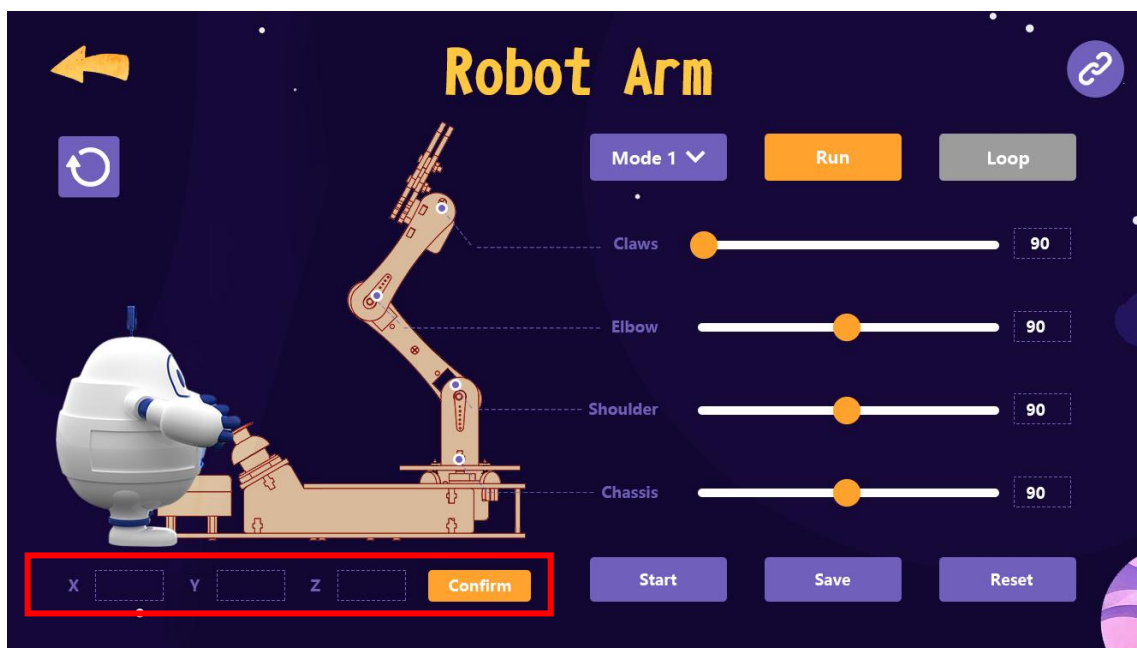 Robot Arm
Mode 1
Run
Loop
Claws
90
Elbow
90
Shoulder
90
Chassis
90
X
Y
Z
Confirm
Start
Save
Reset